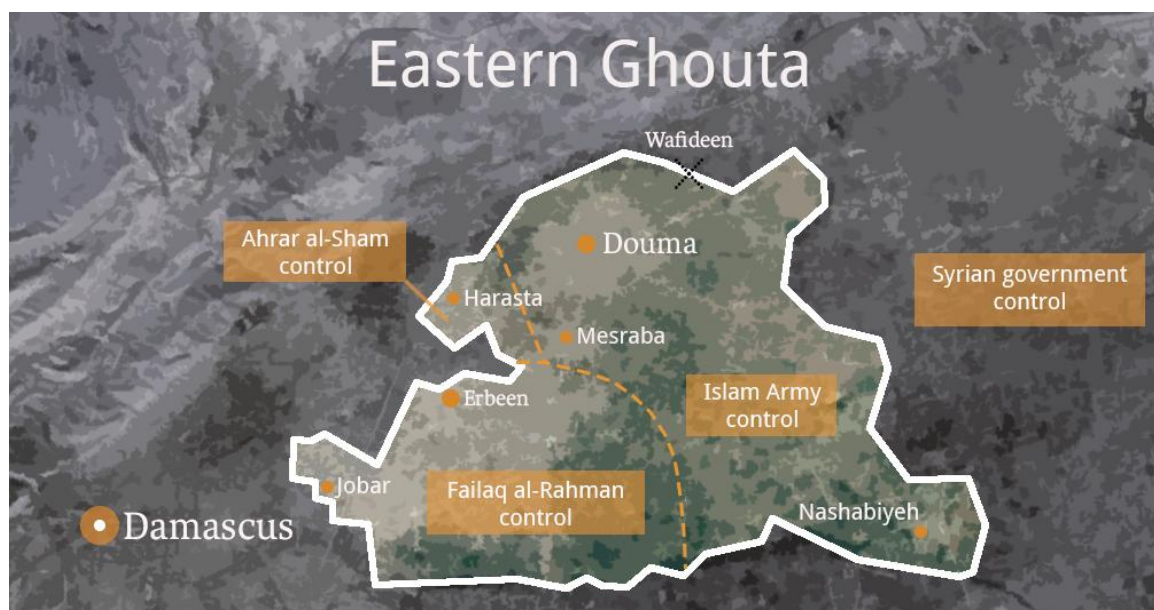 Eastern Ghouta
Wafideen
Ahrar al-Sham
control
Douma
Syrian government
control
Harasta
Mesraba
Islam Army
control
Erbeen
Jobar
Failaq al-Rahman
control
Nashabiyeh
Damascus